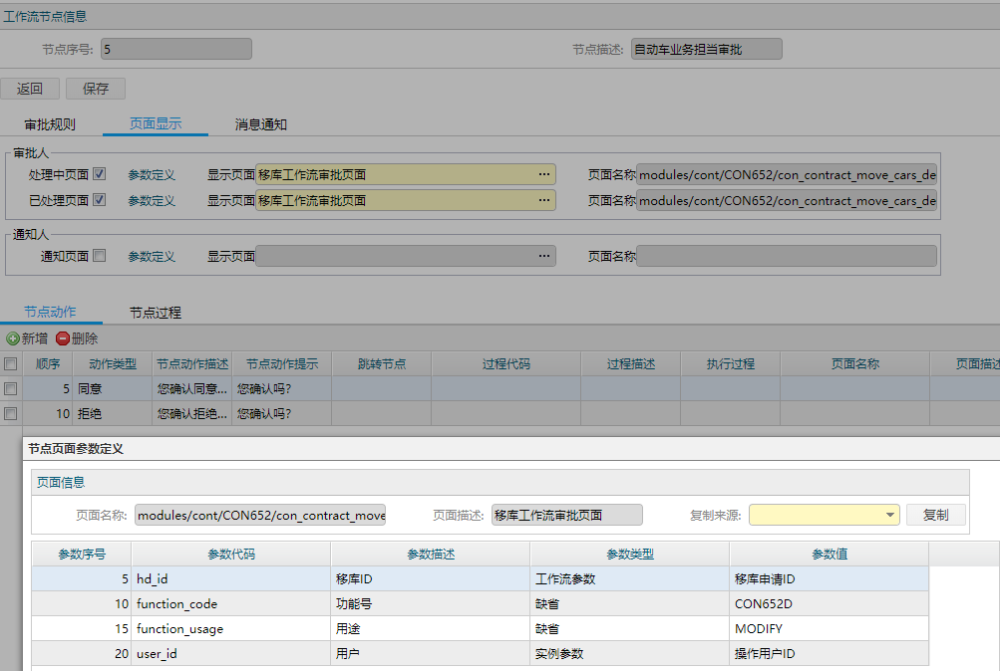 工作流节点信息
节点序号: 5 节点描述: 自动车业务担当审批
返回 保存
审批规则 页面显示 消息通知
审批人
处理中页面 参数定义 显示页面 移库工作流审批页面 ... 页面名称 modules/cont/CON652/con_contract_move_cars_de
已处理页面 参数定义 显示页面 移库工作流审批页面 ... 页面名称 modules/cont/CON652/con_contract_move_cars_de
通知人
通知页面 参数定义 显示页面 ... 页面名称
节点动作 节点过程
新增 删除
顺序 动作类型 节点动作描述 节点动作提示 跳转节点 过程代码 过程描述 执行过程 页面名称 页面描述
5 同意 您确认同意... 您确认吗?
10 拒绝 您确认拒绝... 您确认吗?
节点页面参数定义
页面信息
页面名称: modules/cont/CON652/con_contract_move 页面描述: 移库工作流审批页面 复制来源: 复制
参数序号 参数代码 参数描述 参数类型 参数值
5 hd_id 移库ID 工作流参数 移库申请ID
10 function_code 功能号 缺省 CON652D
15 function_usage 用途 缺省 MODIFY
20 user_id 用户 实例参数 操作用户ID